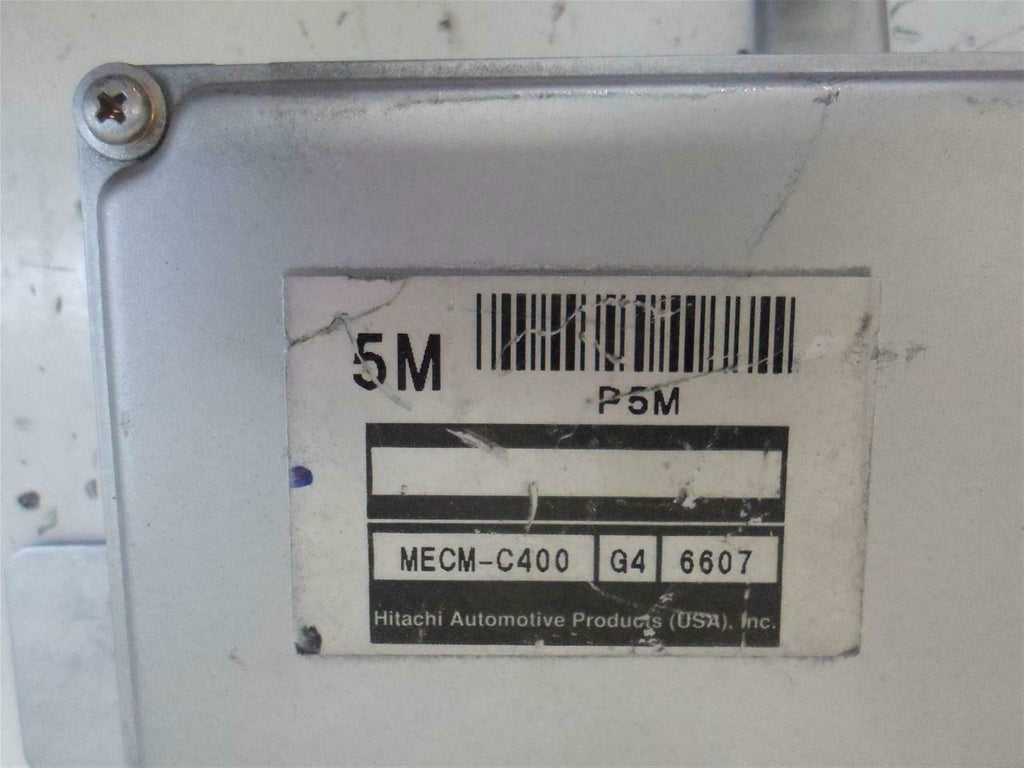 5M
P5M
MECM-C400 G4 6607
Hitachi Automotive Products (USA), Inc.